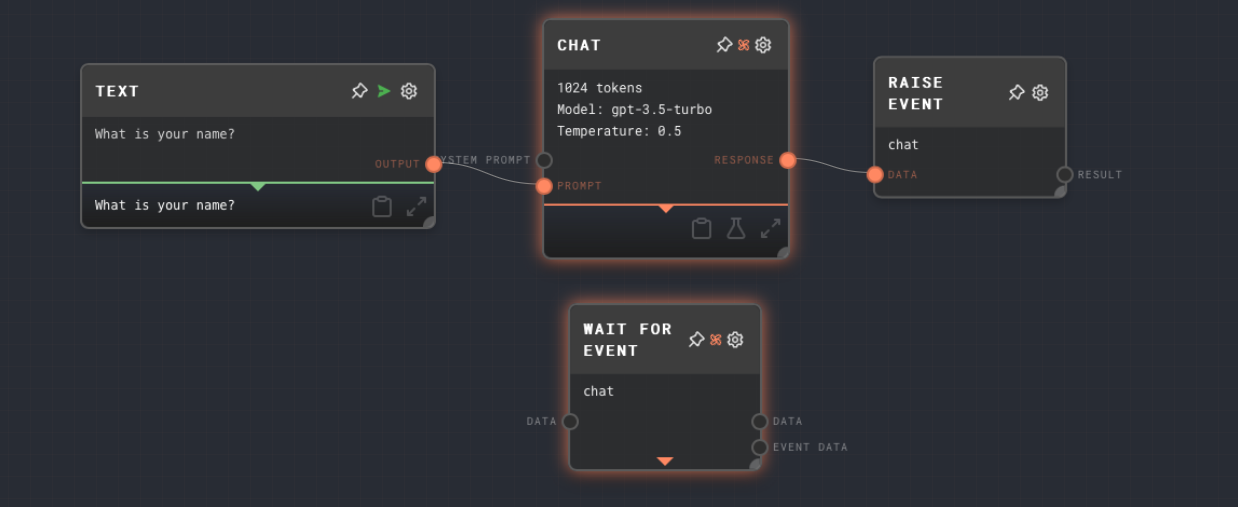 TEXT
What is your name?
OUTPUT
What is your name?
CHAT
1024 tokens
Model: gpt-3.5-turbo
Temperature: 0.5
YSTEM PROMPT
RESPONSE
PROMPT
RAISE
EVENT
chat
DATA
RESULT
WAIT FOR
EVENT
chat
DATA
DATA
EVENT DATA